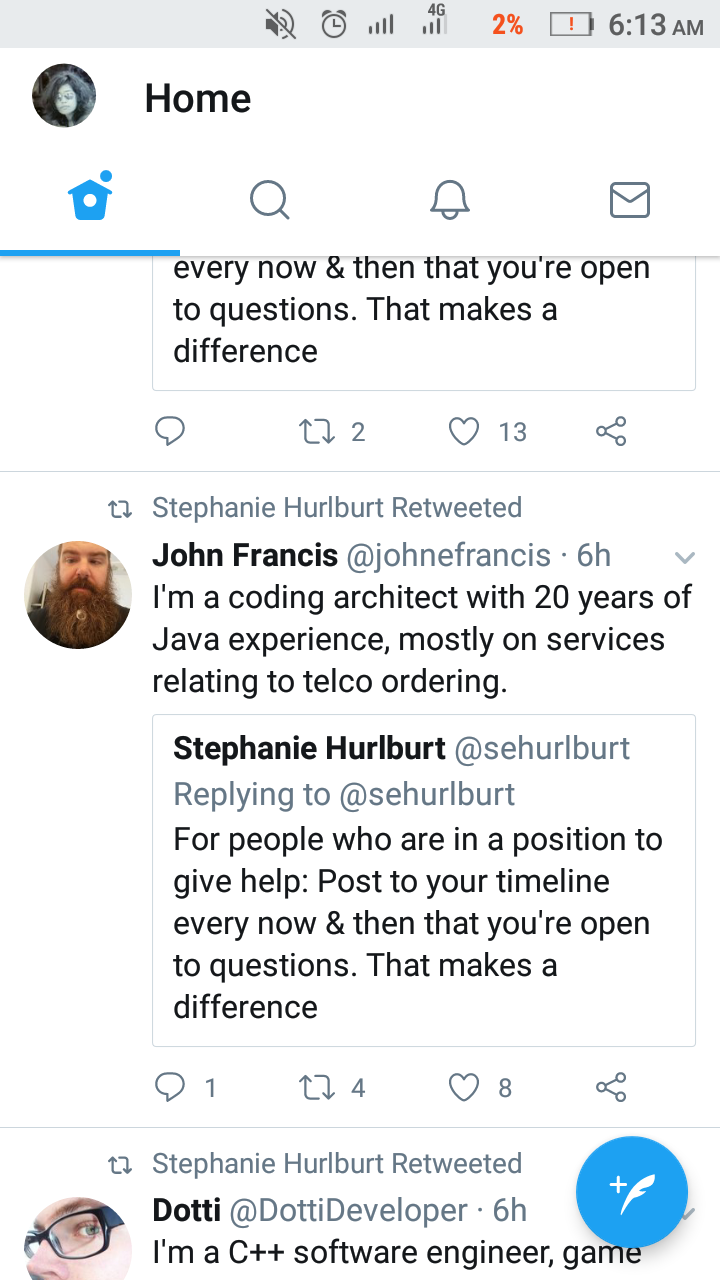 4G
2%
6:13 AM
Home
every now & then that you're open
to questions. That makes a
difference
2
13
Stephanie Hurlburt Retweeted
John Francis @johnefrancis · 6h
I'm a coding architect with 20 years of
Java experience, mostly on services
relating to telco ordering.
Stephanie Hurlburt @sehurlburt
Replying to @sehurlburt
For people who are in a position to
give help: Post to your timeline
every now & then that you're open
to questions. That makes a
difference
1
4
8
Stephanie Hurlburt Retweeted
Dotti @DottiDeveloper · 6h
I'm a C++ software engineer, game